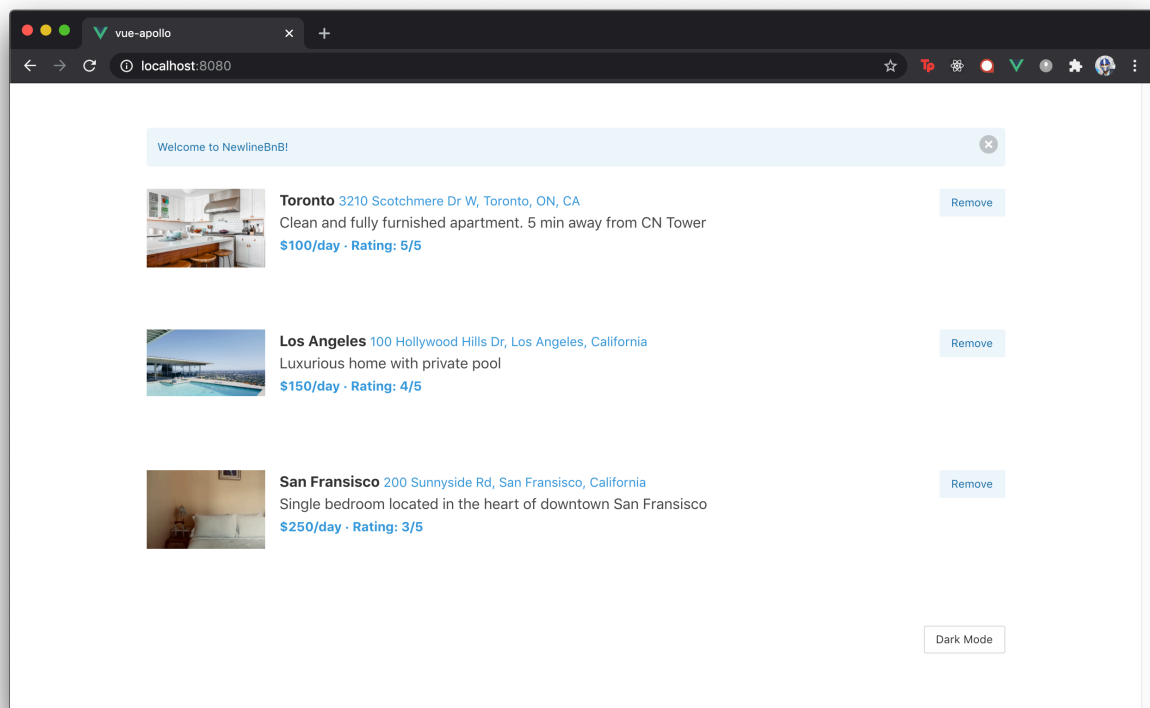 vue-apollo
localhost:8080
Tp
Welcome to NewlineBnB!
Toronto 3210 Scotchmere Dr W, Toronto, ON, CA
Remove
Clean and fully furnished apartment. 5 min away from CN Tower
$100/day · Rating: 5/5
Los Angeles 100 Hollywood Hills Dr, Los Angeles, California
Remove
Luxurious home with private pool
$150/day · Rating: 4/5
San Fransisco 200 Sunnyside Rd, San Fransisco, California
Remove
Single bedroom located in the heart of downtown San Fransisco
$250/day · Rating: 3/5
Dark Mode